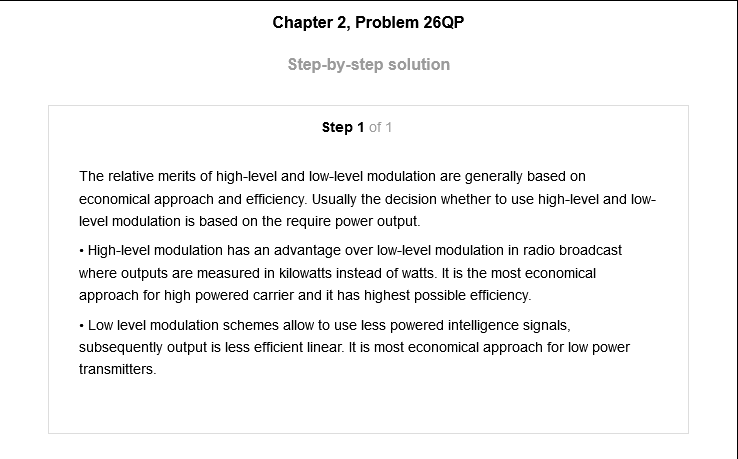 Chapter 2, Problem 26QP
Step-by-step solution
Step 1 of 1
The relative merits of high-level and low-level modulation are generally based on
economical approach and efficiency. Usually the decision whether to use high-level and low-
level modulation is based on the require power output.
• High-level modulation has an advantage over low-level modulation in radio broadcast
where outputs are measured in kilowatts instead of watts. It is the most economical
approach for high powered carrier and it has highest possible efficiency.
• Low level modulation schemes allow to use less powered intelligence signals,
subsequently output is less efficient linear. It is most economical approach for low power
transmitters.